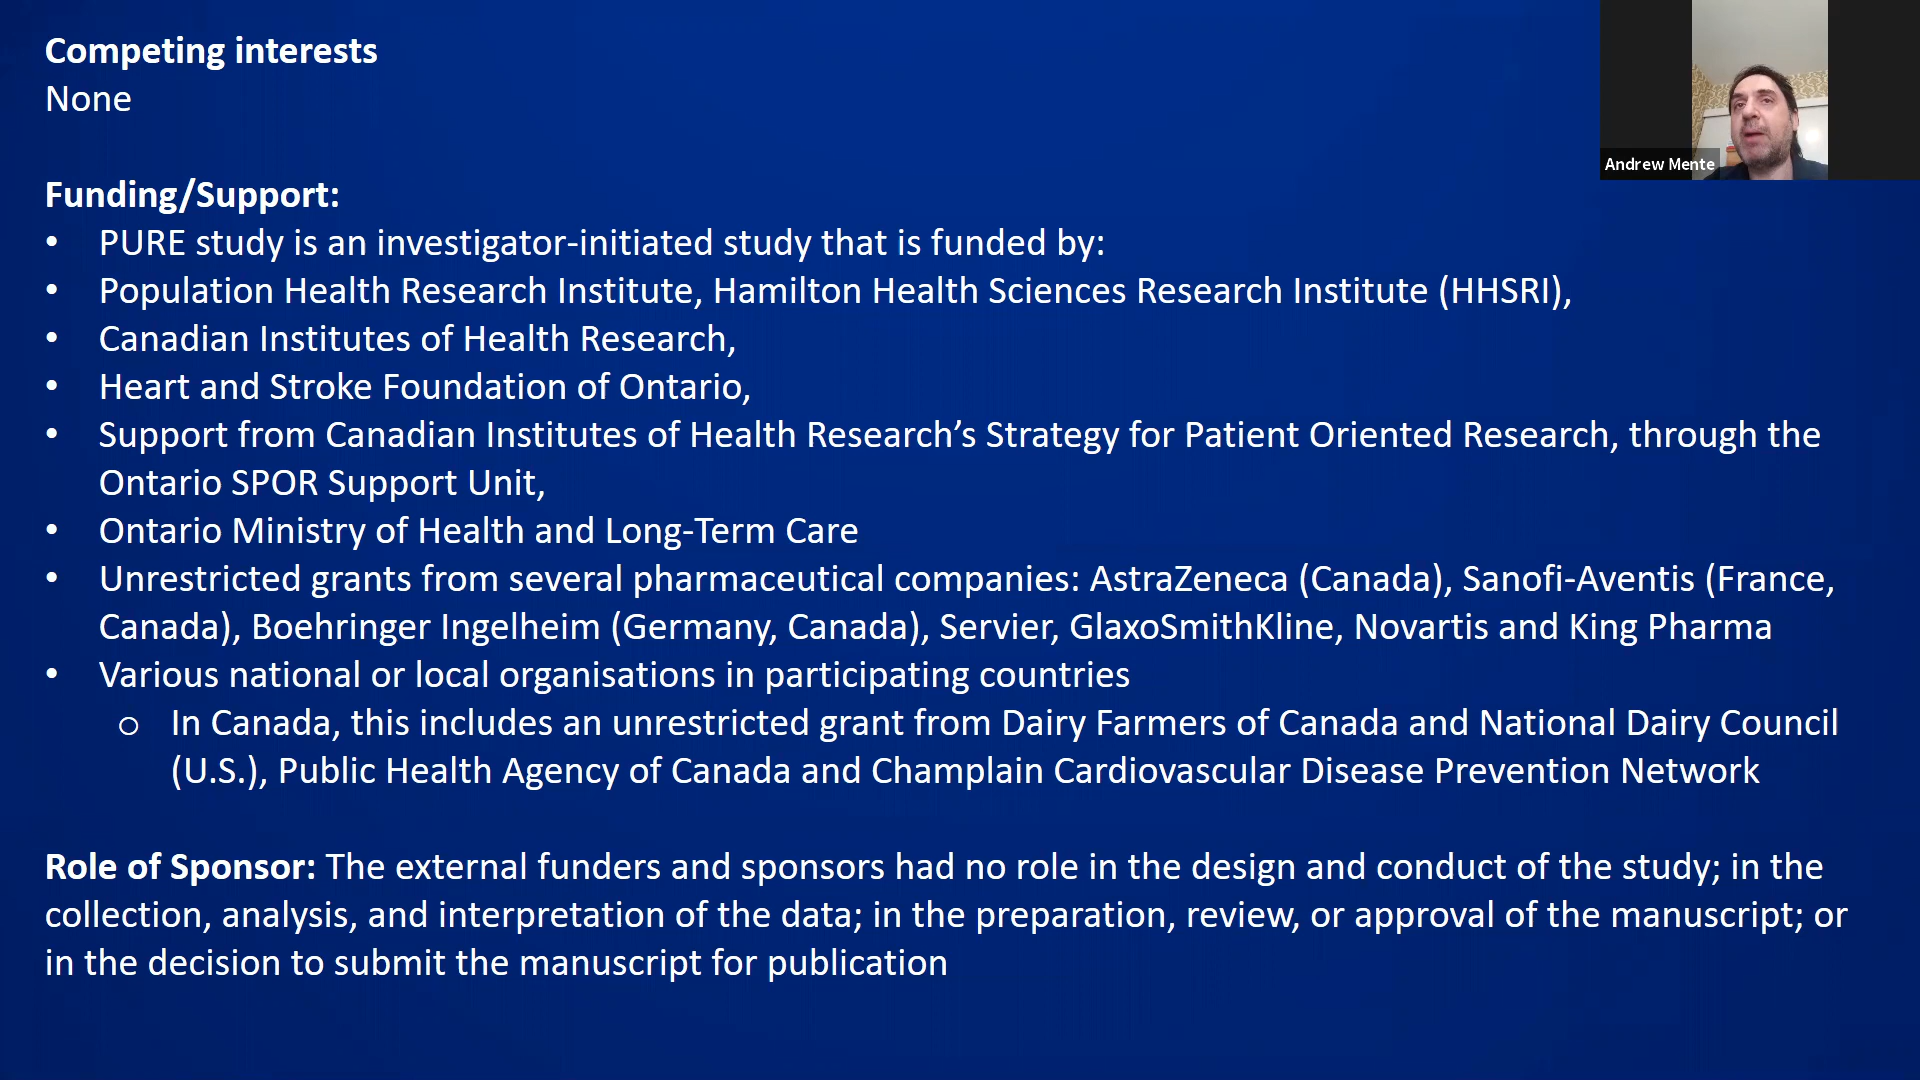 Competing interests
None
Andrew Mente
Funding/Support:
• PURE study is an investigator-initiated study that is funded by:
• Population Health Research Institute, Hamilton Health Sciences Research Institute (HHSRI),
• Canadian Institutes of Health Research,
• Heart and Stroke Foundation of Ontario,
• Support from Canadian Institutes of Health Research’s Strategy for Patient Oriented Research, through the
Ontario SPOR Support Unit,
• Ontario Ministry of Health and Long-Term Care
• Unrestricted grants from several pharmaceutical companies: AstraZeneca (Canada), Sanofi-Aventis (France,
Canada), Boehringer Ingelheim (Germany, Canada), Servier, GlaxoSmithKline, Novartis and King Pharma
• Various national or local organisations in participating countries
o In Canada, this includes an unrestricted grant from Dairy Farmers of Canada and National Dairy Council
(U.S.), Public Health Agency of Canada and Champlain Cardiovascular Disease Prevention Network
Role of Sponsor: The external funders and sponsors had no role in the design and conduct of the study; in the
collection, analysis, and interpretation of the data; in the preparation, review, or approval of the manuscript; or
in the decision to submit the manuscript for publication